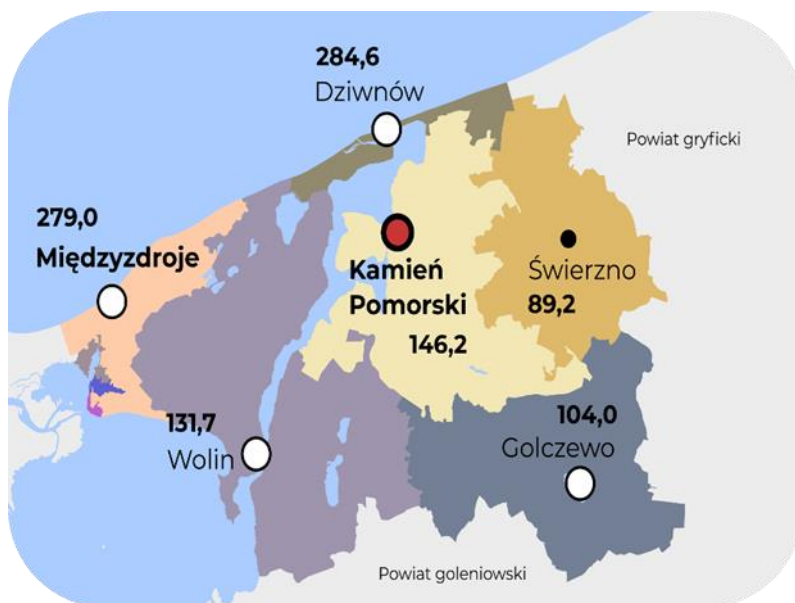 284,6
Dziwnów
Powiat gryficki
279,0
Międzyzdroje
Kamień
Pomorski
146,2
Świerzno
89,2
131,7
Wolin
104,0
Golczewo
Powiat goleniowski